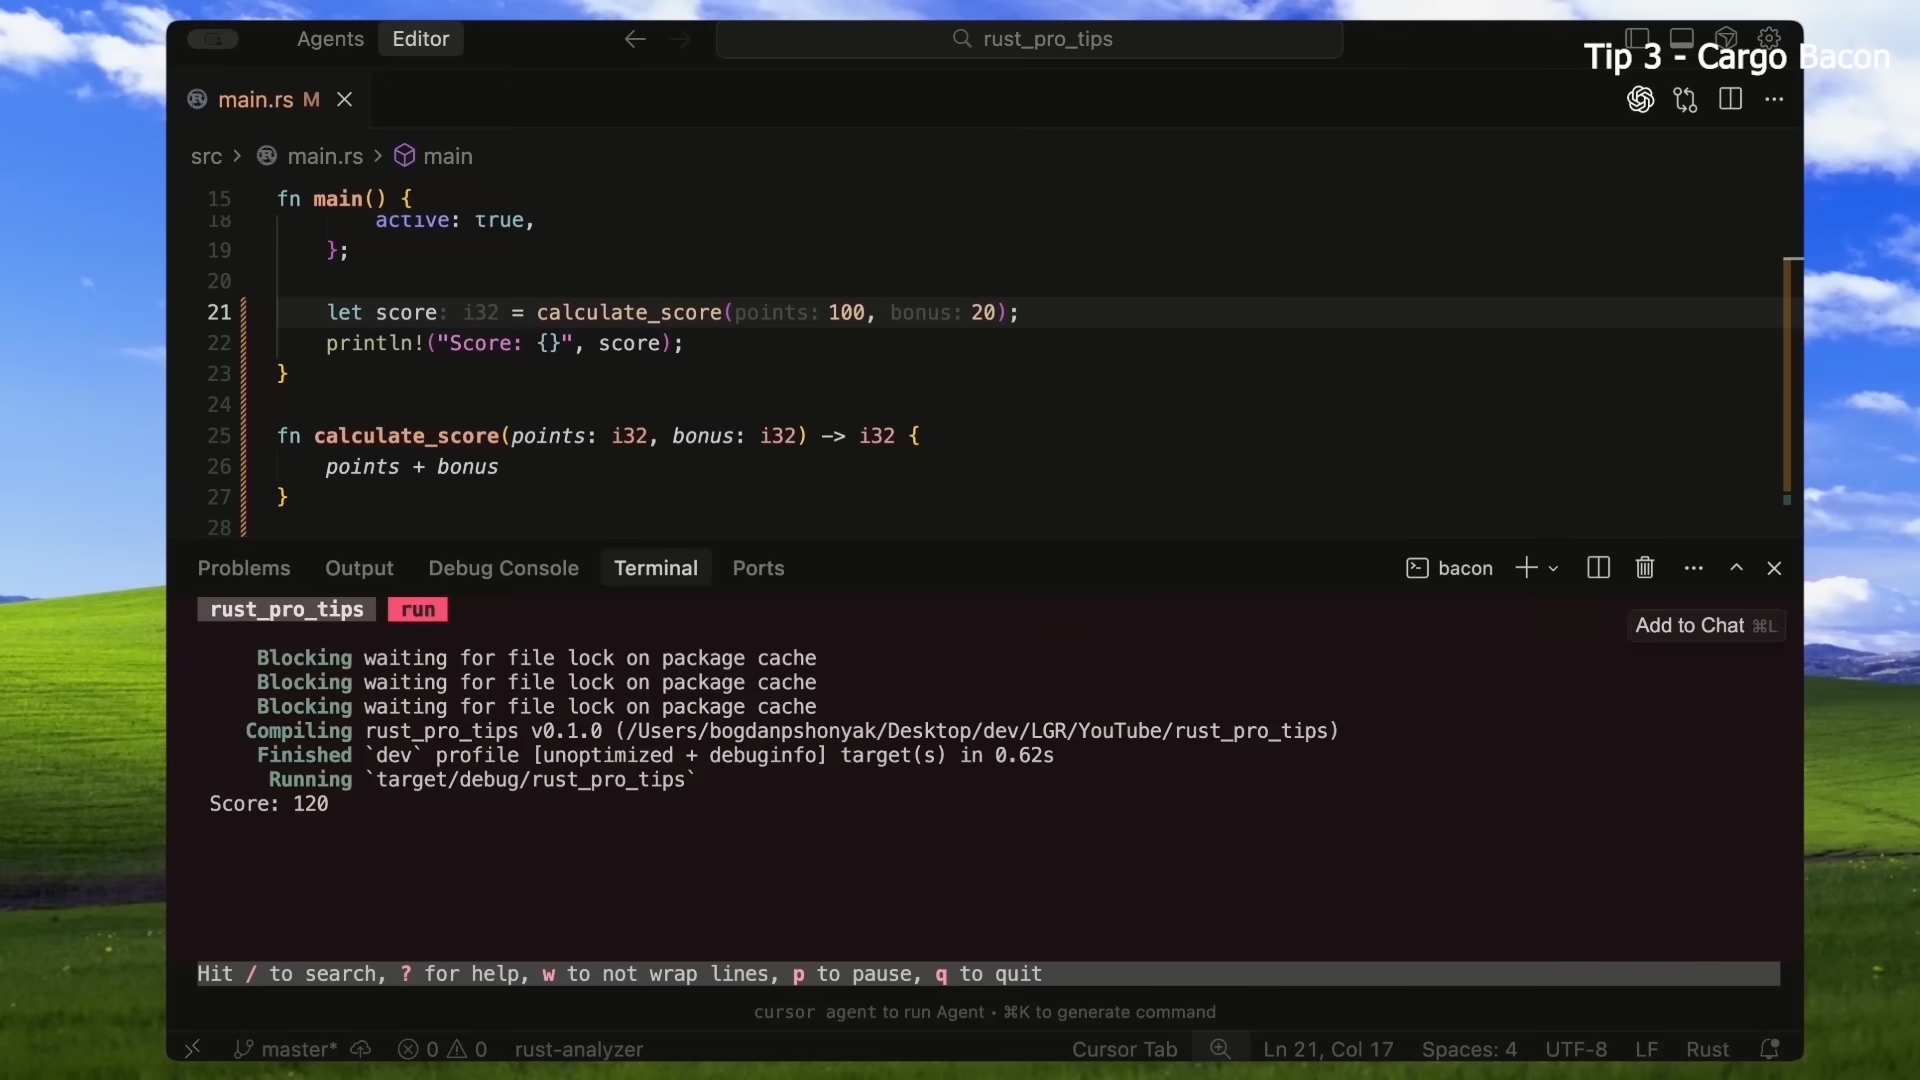 Agents Editor rust_pro_tips
Tip 3 - Cargo Bacon
main.rs M
src > main.rs > main
15 fn main() {
18 active: true,
19 };
20
21 let score: i32 = calculate_score(points: 100, bonus: 20);
22 println!("Score: {}", score);
23 }
24
25 fn calculate_score(points: i32, bonus: i32) -> i32 {
26 points + bonus
27 }
28
Problems Output Debug Console Terminal Ports bacon
rust_pro_tips run
Add to Chat ⌘L
Blocking waiting for file lock on package cache
Blocking waiting for file lock on package cache
Blocking waiting for file lock on package cache
Compiling rust_pro_tips v0.1.0 (/Users/bogdanpshonyak/Desktop/dev/LGR/YouTube/rust_pro_tips)
Finished `dev` profile [unoptimized + debuginfo] target(s) in 0.62s
Running `target/debug/rust_pro_tips`
Score: 120
Hit / to search, ? for help, w to not wrap lines, p to pause, q to quit
cursor agent to run Agent • ⌘K to generate command
master* 0 0 rust-analyzer Cursor Tab Ln 21, Col 17 Spaces: 4 UTF-8 LF Rust